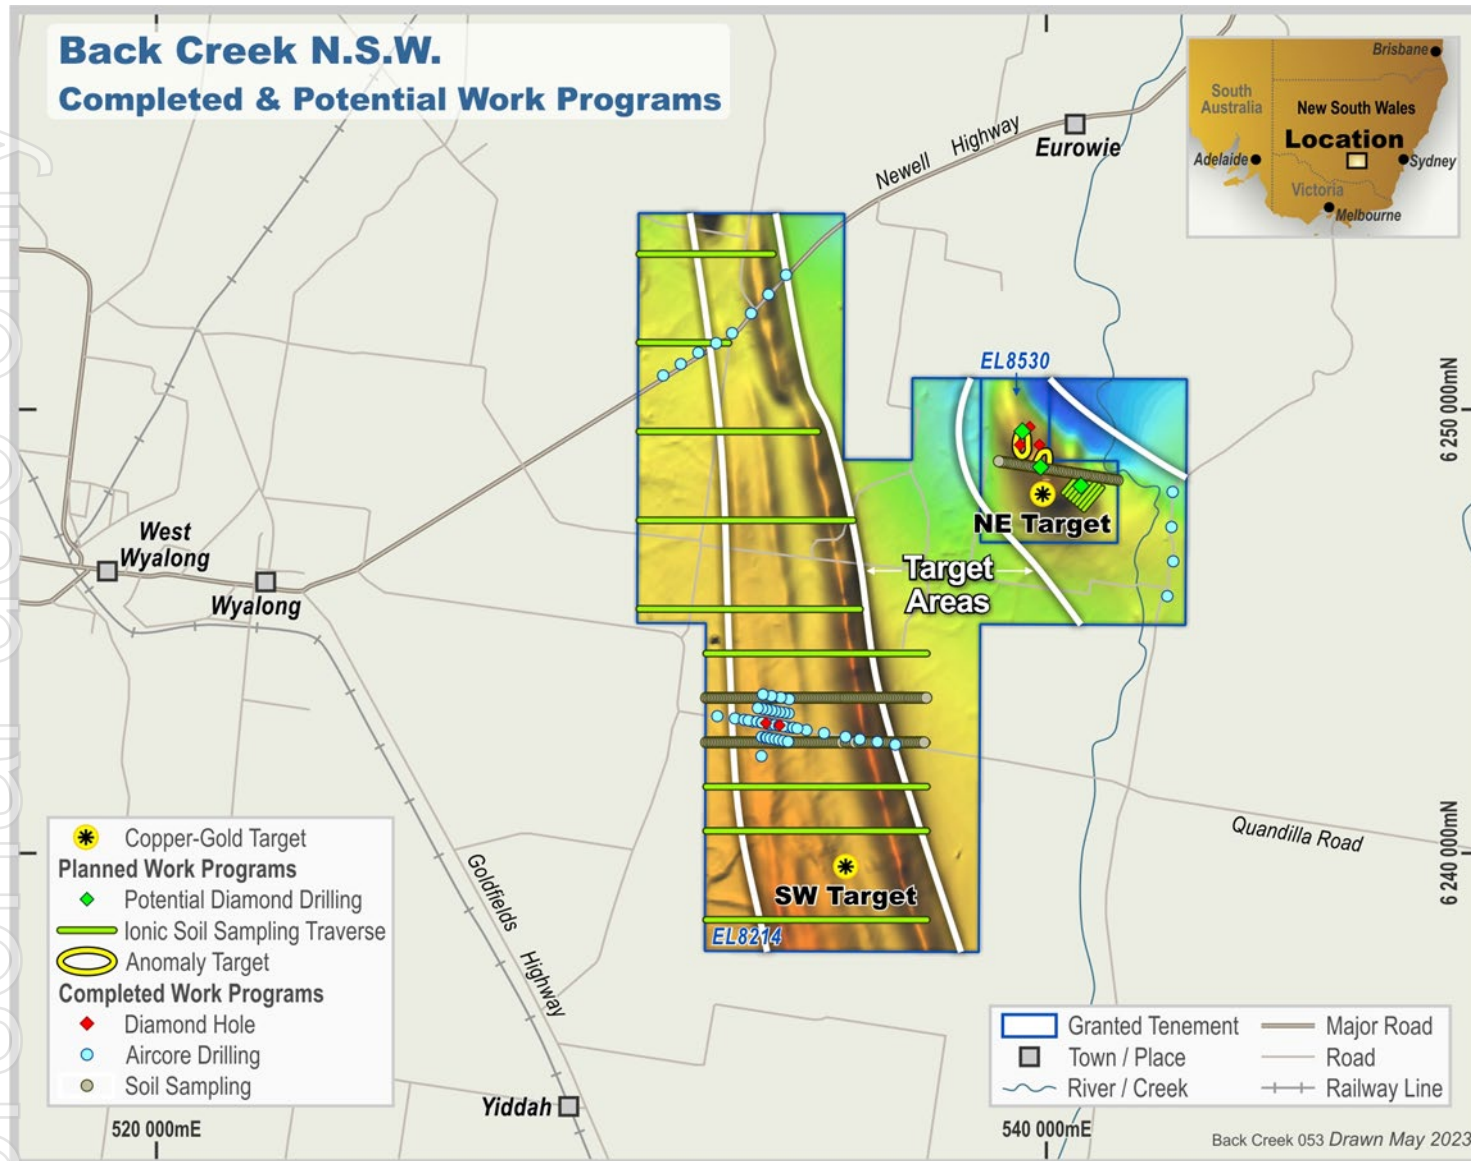 Back Creek N.S.W.
Completed & Potential Work Programs
Brisbane
South
Australia
New South Wales
Location
Adelaide
Sydney
Victoria
Melbourne
Newell Highway
Eurowie
EL8530
6 250 000mN
NE Target
Target
Areas
West
Wyalong
Wyalong
Quandilla Road
6 240 000mN
SW Target
EL8214
Goldfields Highway
Yiddah
Copper-Gold Target
Planned Work Programs
Potential Diamond Drilling
Ionic Soil Sampling Traverse
Anomaly Target
Completed Work Programs
Diamond Hole
Aircore Drilling
Soil Sampling
Granted Tenement
Town / Place
River / Creek
Major Road
Road
Railway Line
520 000mE
540 000mE
Back Creek 053 Drawn May 2023